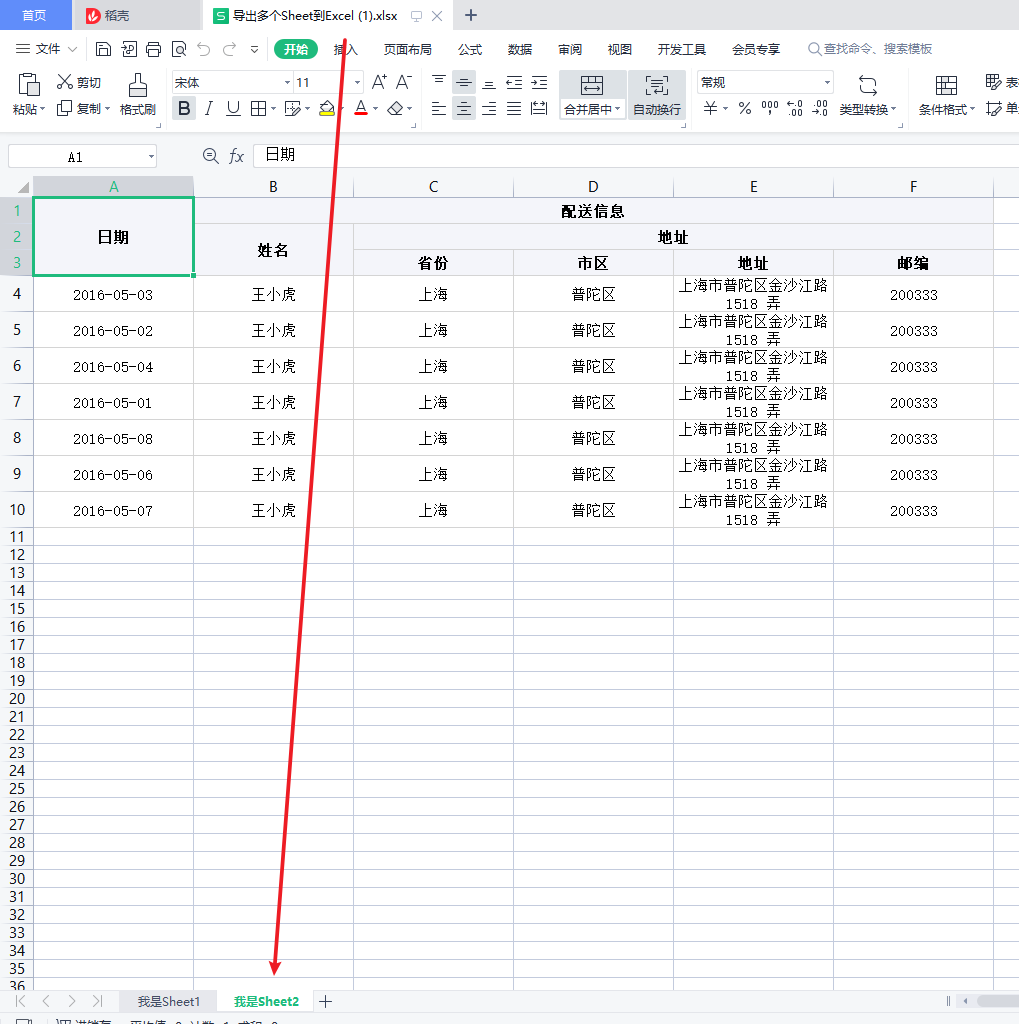 首页 稻壳 S 导出多个Sheet到Excel (1).xlsx
文件 开始 插入 页面布局 公式 数据 审阅 视图 开发工具 会员专享 查找命令、搜索模板
剪切 宋体 11 A+ A- 常规
粘贴 复制 格式刷 B I U A 合并居中 自动换行 ¥ % 000 .00 .00 类型转换 条件格式
A1 fx 日期
A B C D E F
1 日期 配送信息
2 姓名 地址
3 省份 市区 地址 邮编
4 2016-05-03 王小虎 上海 普陀区 上海市普陀区金沙江路 1518 弄 200333
5 2016-05-02 王小虎 上海 普陀区 上海市普陀区金沙江路 1518 弄 200333
6 2016-05-04 王小虎 上海 普陀区 上海市普陀区金沙江路 1518 弄 200333
7 2016-05-01 王小虎 上海 普陀区 上海市普陀区金沙江路 1518 弄 200333
8 2016-05-08 王小虎 上海 普陀区 上海市普陀区金沙江路 1518 弄 200333
9 2016-05-06 王小虎 上海 普陀区 上海市普陀区金沙江路 1518 弄 200333
10 2016-05-07 王小虎 上海 普陀区 上海市普陀区金沙江路 1518 弄 200333
11
12
13
14
15
16
17
18
19
20
21
22
23
24
25
26
27
28
29
30
31
32
33
34
35
36
我是Sheet1 我是Sheet2